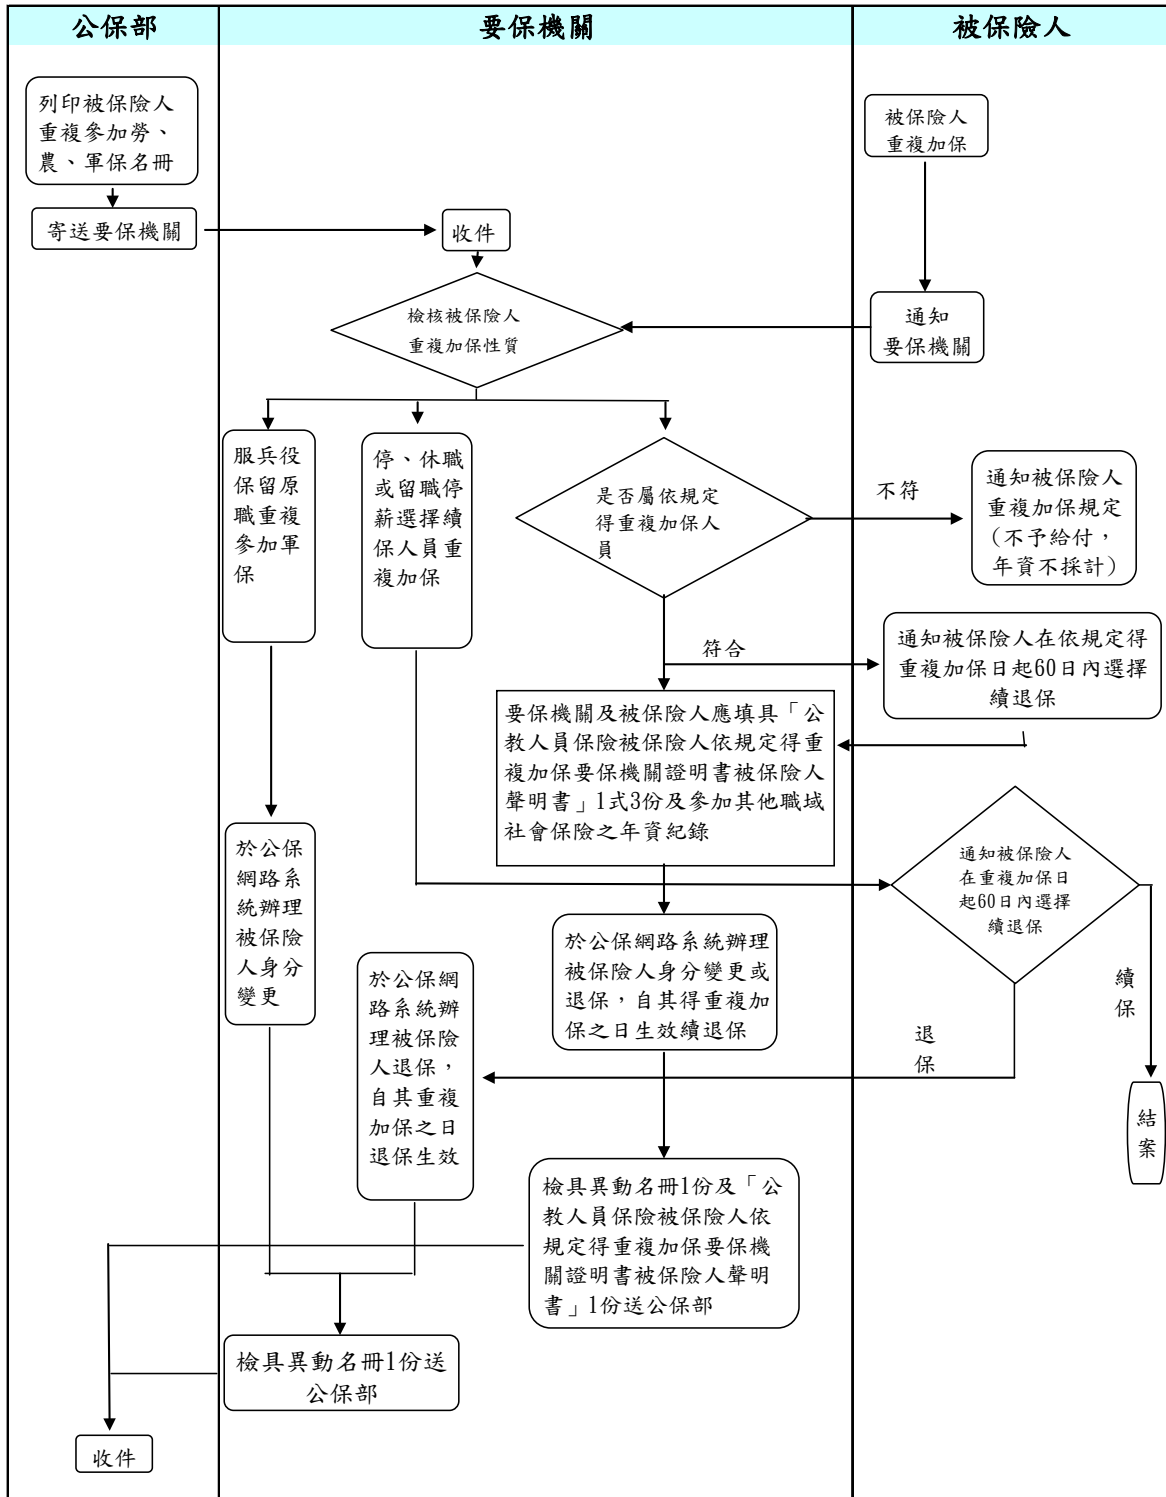 公保部
要保機關
被保險人
列印被保險人
重複參加勞、
農、軍保名冊
寄送要保機關
收件
被保險人
重複加保
通知
要保機關
檢核被保險人
重複加保性質
服兵役
保留原
職重複
參加軍
保
停、休職
或留職停
薪選擇續
保人員重
複加保
是否屬依規定
得重複加保人
員
不符
通知被保險人
重複加保規定
(不予給付，
年資不採計)
符合
通知被保險人在依規定得
重複加保日起60日內選擇
續退保
要保機關及被保險人應填具「公
教人員保險被保險人依規定得重
複加保要保機關證明書被保險人
聲明書」1式3份及參加其他職域
社會保險之年資紀錄
通知被保險人
在重複加保日
起60日內選擇
續退保
於公保
網路系
統辦理
被保險
人身分
變更
於公保網
路系統辦
理被保險
人退保，
自其重複
加保之日
退保生效
於公保網路系統辦理
被保險人身分變更或
退保，自其得重複加
保之日生效續退保
退
保
續
保
結
案
檢具異動名冊1份及「公
教人員保險被保險人依
規定得重複加保要保機
關證明書被保險人聲明
書」1份送公保部
檢具異動名冊1份送
公保部
收件